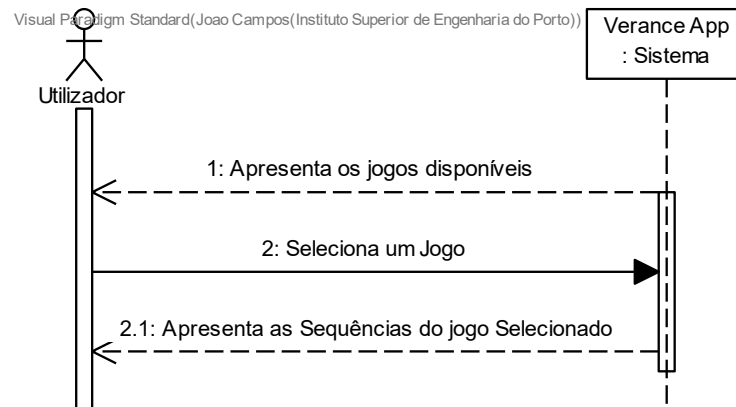 Visual Paradigm Standard(Joao Campos(Instituto Superior de Engenharia do Porto))
Verance App
: Sistema
Utilizador
1: Apresenta os jogos disponíveis
2: Seleciona um Jogo
2.1: Apresenta as Sequências do jogo Selecionado